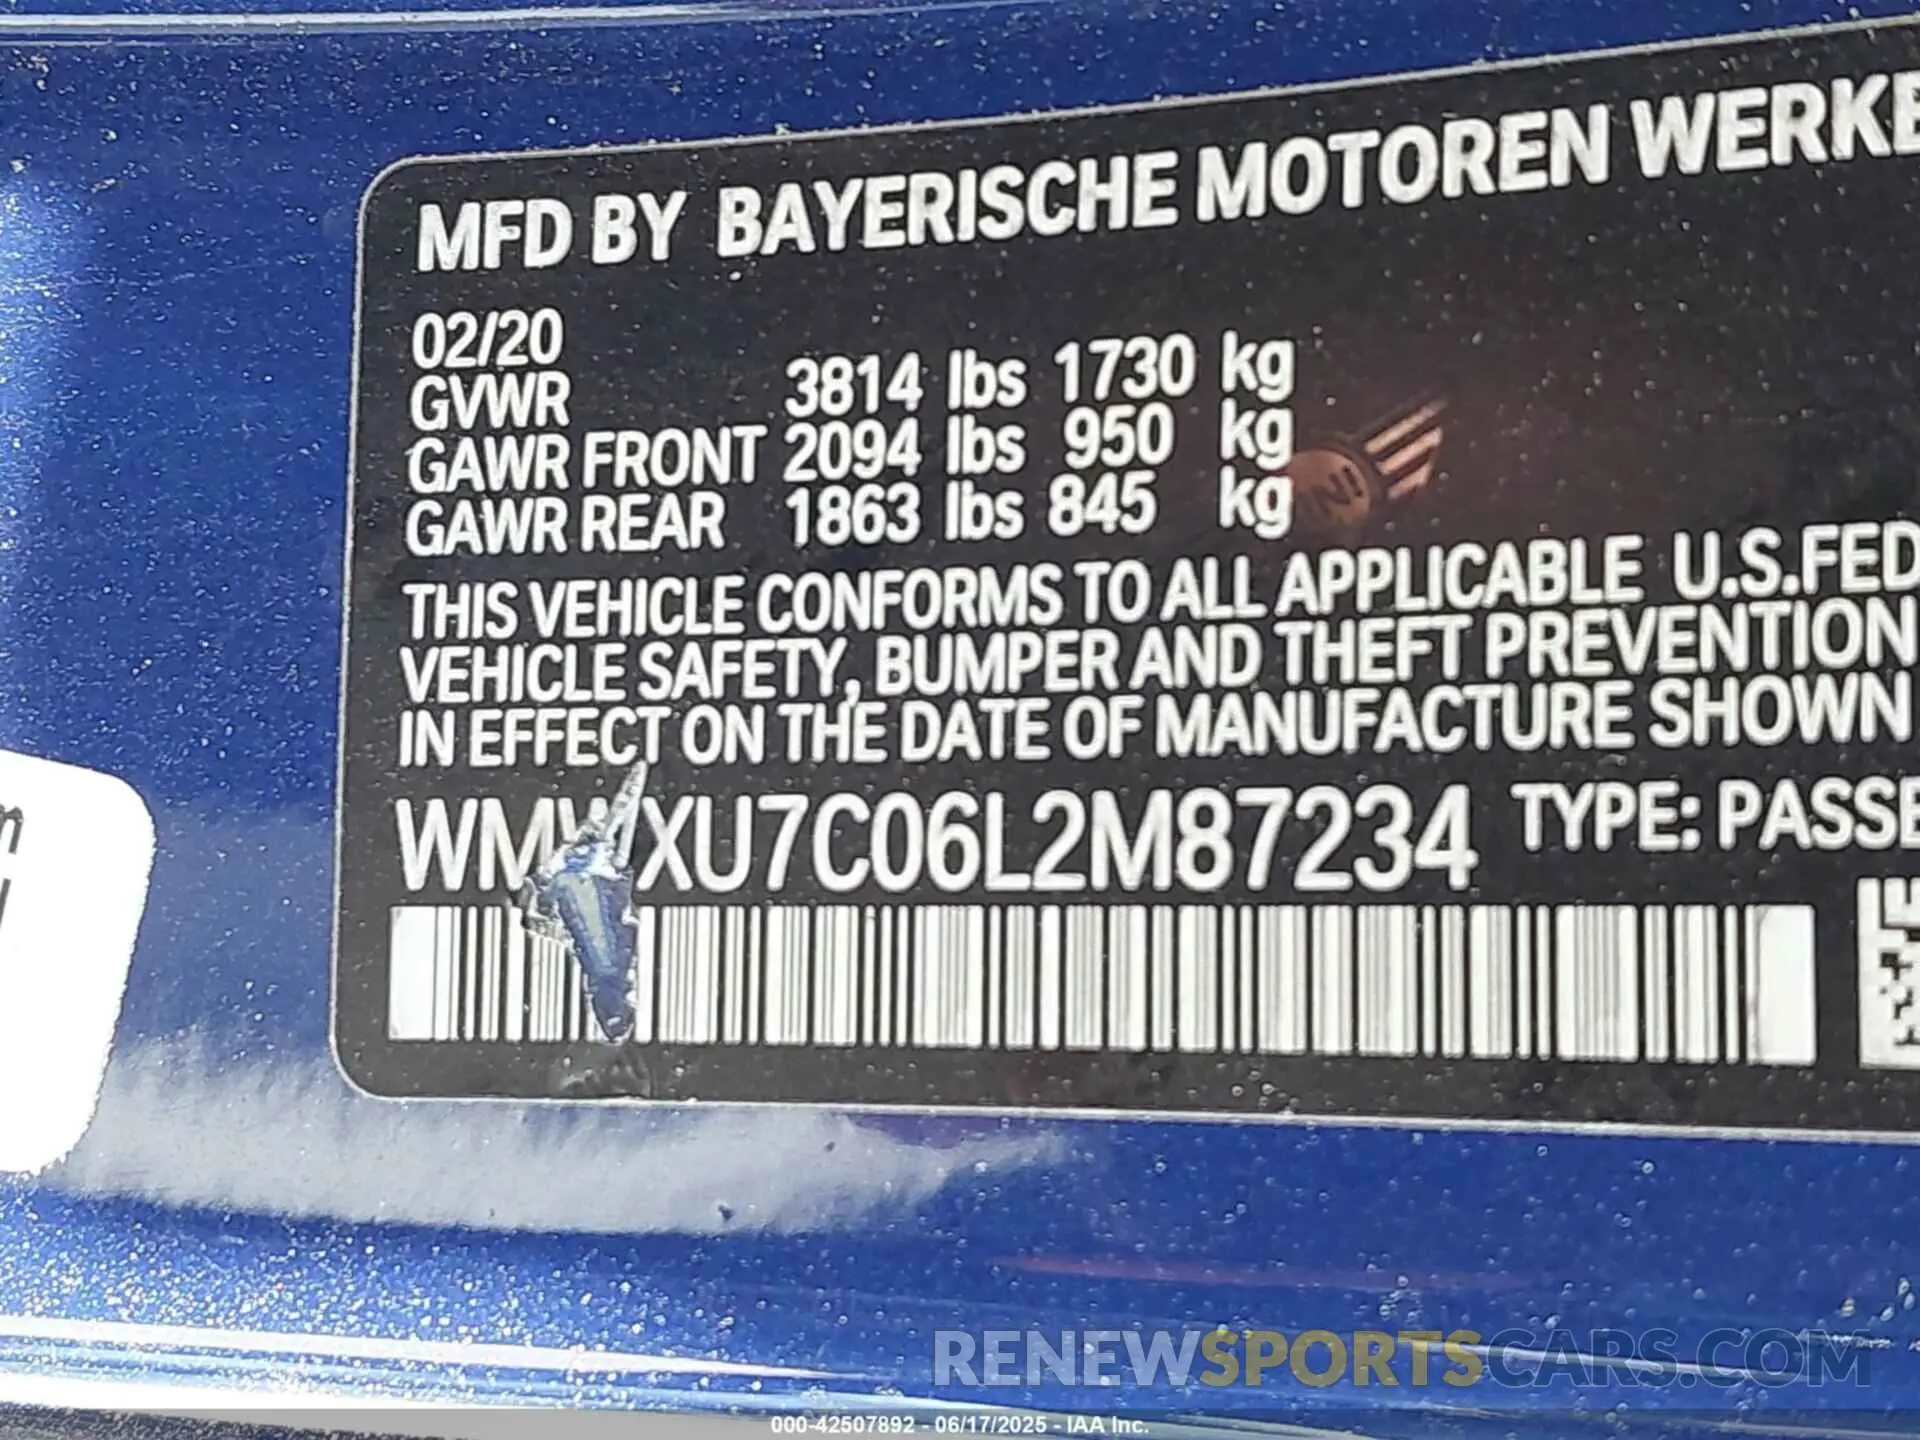 MFD BY BAYERISCHE MOTOREN WERKE
02/20
GVWR 3814 lbs 1730 kg
GAWR FRONT 2094 lbs 950 kg
GAWR REAR 1863 lbs 845 kg
THIS VEHICLE CONFORMS TO ALL APPLICABLE U.S.FED
VEHICLE SAFETY, BUMPER AND THEFT PREVENTION
IN EFFECT ON THE DATE OF MANUFACTURE SHOWN
WMWXU7C06L2M87234 TYPE: PASSE
RENEWSPORTSCARS.COM
000-42507892 - 06/17/2025 - IAA Inc.